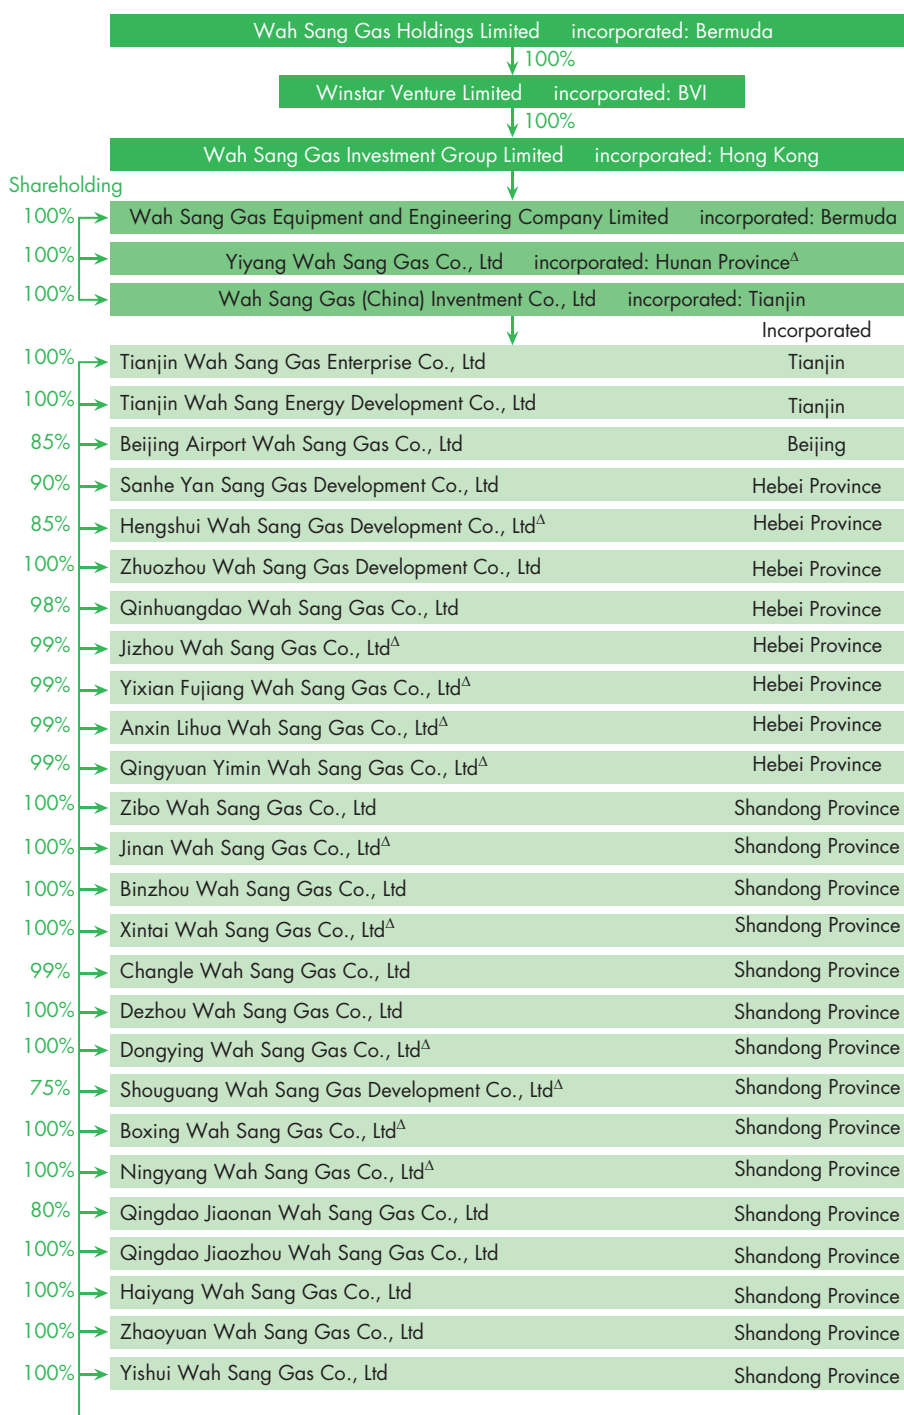 Wah Sang Gas Holdings Limited incorporated: Bermuda
100%
Winstar Venture Limited incorporated: BVI
100%
Wah Sang Gas Investment Group Limited incorporated: Hong Kong
Shareholding
100% Wah Sang Gas Equipment and Engineering Company Limited incorporated: Bermuda
100% Yiyang Wah Sang Gas Co., Ltd incorporated: Hunan Province^Δ
100% Wah Sang Gas (China) Inventment Co., Ltd incorporated: Tianjin
Incorporated
100% Tianjin Wah Sang Gas Enterprise Co., Ltd Tianjin
100% Tianjin Wah Sang Energy Development Co., Ltd Tianjin
85% Beijing Airport Wah Sang Gas Co., Ltd Beijing
90% Sanhe Yan Sang Gas Development Co., Ltd Hebei Province
85% Hengshui Wah Sang Gas Development Co., Ltd^Δ Hebei Province
100% Zhuozhou Wah Sang Gas Development Co., Ltd Hebei Province
98% Qinhuangdao Wah Sang Gas Co., Ltd Hebei Province
99% Jizhou Wah Sang Gas Co., Ltd^Δ Hebei Province
99% Yixian Fujiang Wah Sang Gas Co., Ltd^Δ Hebei Province
99% Anxin Lihua Wah Sang Gas Co., Ltd^Δ Hebei Province
99% Qingyuan Yimin Wah Sang Gas Co., Ltd^Δ Hebei Province
100% Zibo Wah Sang Gas Co., Ltd Shandong Province
100% Jinan Wah Sang Gas Co., Ltd^Δ Shandong Province
100% Binzhou Wah Sang Gas Co., Ltd Shandong Province
100% Xintai Wah Sang Gas Co., Ltd^Δ Shandong Province
99% Changle Wah Sang Gas Co., Ltd Shandong Province
100% Dezhou Wah Sang Gas Co., Ltd Shandong Province
100% Dongying Wah Sang Gas Co., Ltd^Δ Shandong Province
75% Shouguang Wah Sang Gas Development Co., Ltd^Δ Shandong Province
100% Boxing Wah Sang Gas Co., Ltd^Δ Shandong Province
100% Ningyang Wah Sang Gas Co., Ltd^Δ Shandong Province
80% Qingdao Jiaonan Wah Sang Gas Co., Ltd Shandong Province
100% Qingdao Jiaozhou Wah Sang Gas Co., Ltd Shandong Province
100% Haiyang Wah Sang Gas Co., Ltd Shandong Province
100% Zhaoyuan Wah Sang Gas Co., Ltd Shandong Province
100% Yishui Wah Sang Gas Co., Ltd Shandong Province